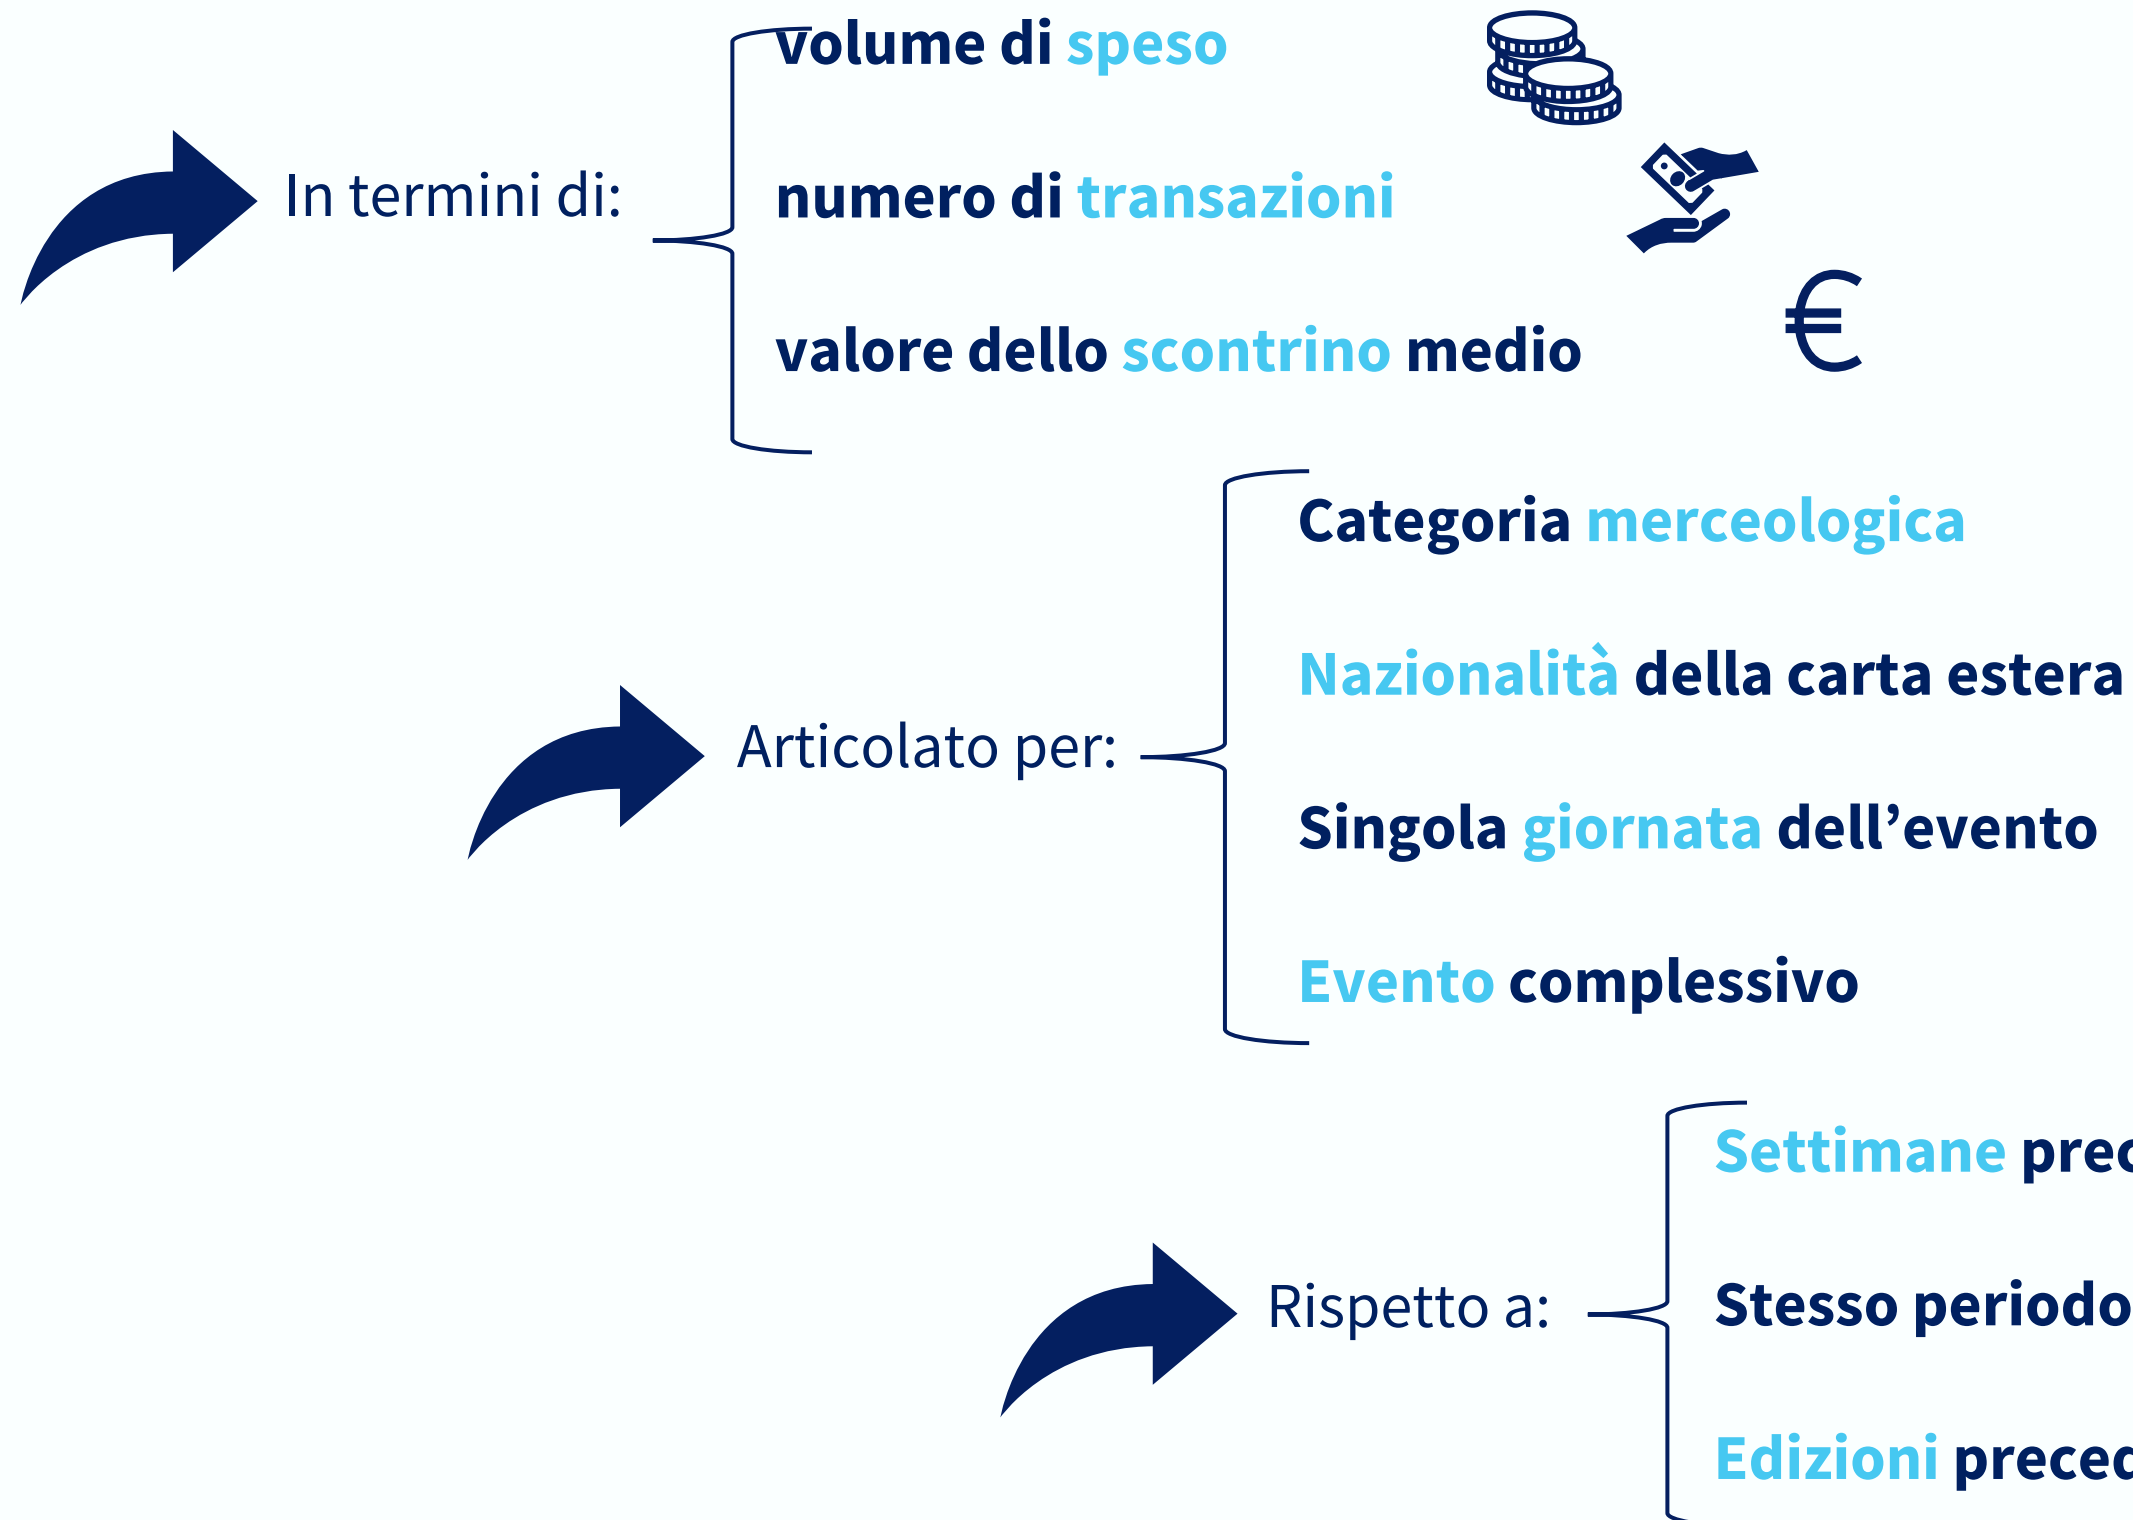 volume di speso
In termini di:
numero di transazioni
€
valore dello scontrino medio
Categoria merceologica
Nazionalità della carta estera
Articolato per:
Singola giornata dell’evento
Evento complessivo
Settimane
Rispetto a:
Stesso periodo
Edizioni